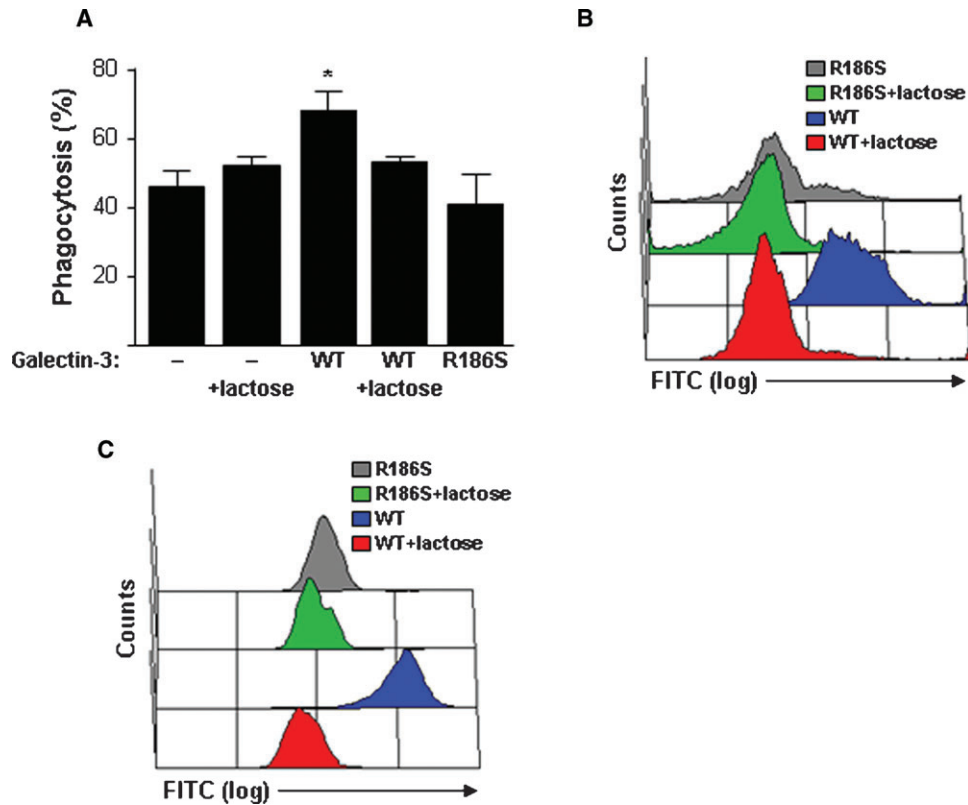 A
80
60
40
20
Phagocytosis (%)
*
Galectin-3: – – WT WT R186S
+lactose +lactose
B
R186S
R186S+lactose
WT
WT+lactose
Counts
FITC (log)
C
R186S
R186S+lactose
WT
WT+lactose
Counts
FITC (log)